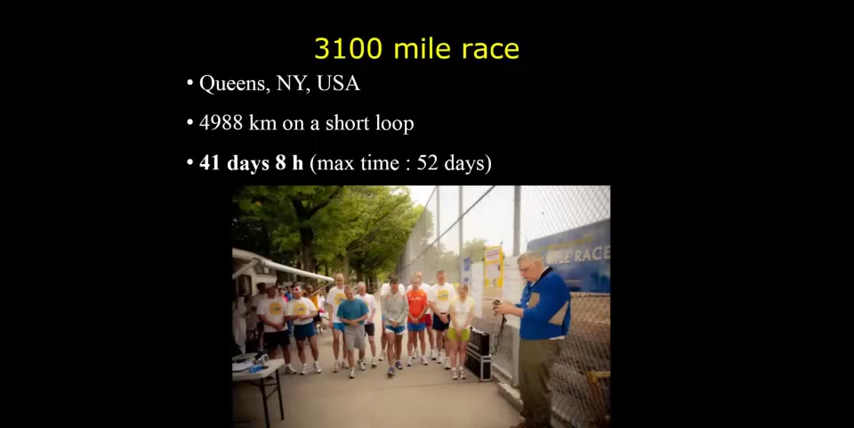 3100 mile race
• Queens, NY, USA
• 4988 km on a short loop
• 41 days 8 h (max time : 52 days)
MILE RACE